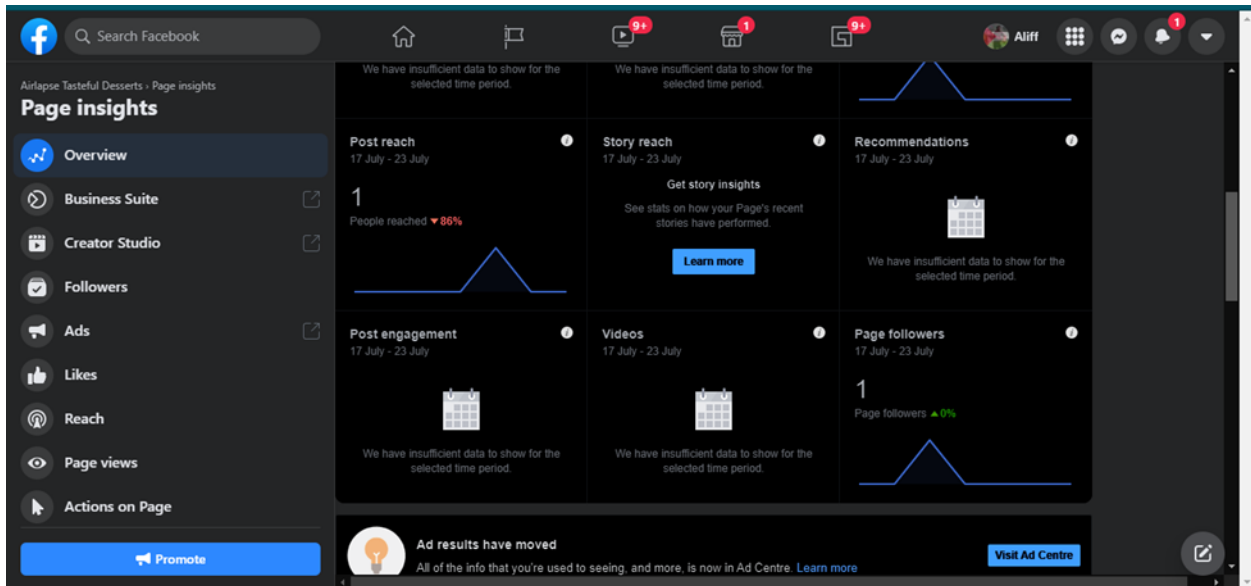 Search Facebook
9+
1
9+
Aliff
1
Airlapse Tasteful Desserts › Page insights
Page insights
Overview
Business Suite
Creator Studio
Followers
Ads
Likes
Reach
Page views
Actions on Page
Promote
We have insufficient data to show for the
selected time period.
We have insufficient data to show for the
selected time period.
Post reach
17 July - 23 July
1
People reached ▼86%
Story reach
17 July - 23 July
Get story insights
See stats on how your Page's recent
stories have performed.
Learn more
Recommendations
17 July - 23 July
We have insufficient data to show for the
selected time period.
Post engagement
17 July - 23 July
We have insufficient data to show for the
selected time period.
Videos
17 July - 23 July
We have insufficient data to show for the
selected time period.
Page followers
17 July - 23 July
1
Page followers ▲0%
Ad results have moved
All of the info that you're used to seeing, and more, is now in Ad Centre. Learn more
Visit Ad Centre